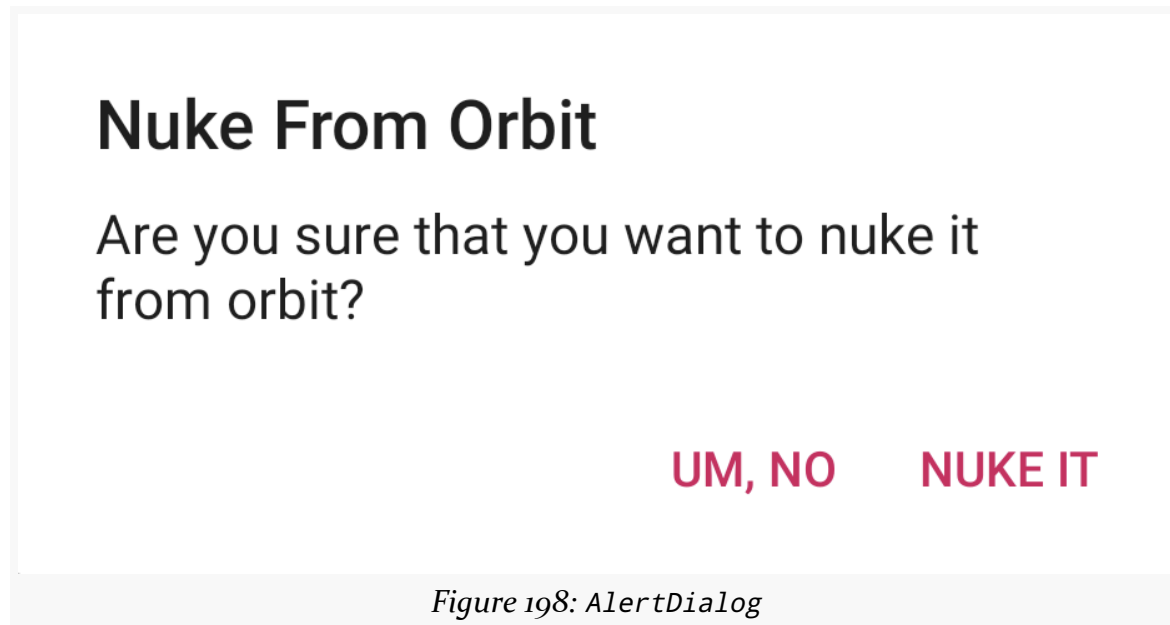 Nuke From Orbit
Are you sure that you want to nuke it
from orbit?
UM, NO NUKE IT
Figure 198: AlertDialog